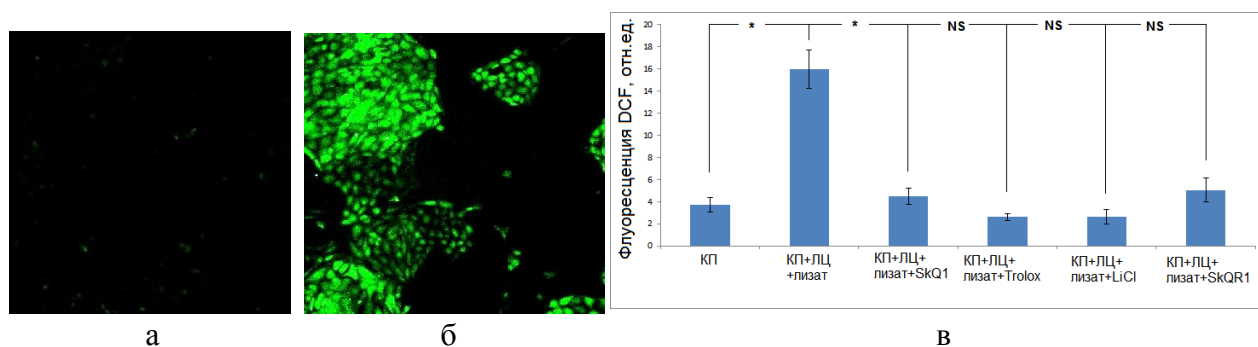 Флуоресценция DCF, отн.ед.
20
18
16
14
12
10
8
6
4
2
0
* * NS NS NS
КП
КП+ЛЦ
+лизат
КП+ЛЦ+
лизат+SkQ1
КП+ЛЦ+
лизат+Trolox
КП+ЛЦ+
лизат+LiCl
КП+ЛЦ+
лизат+SkQR1
а б в